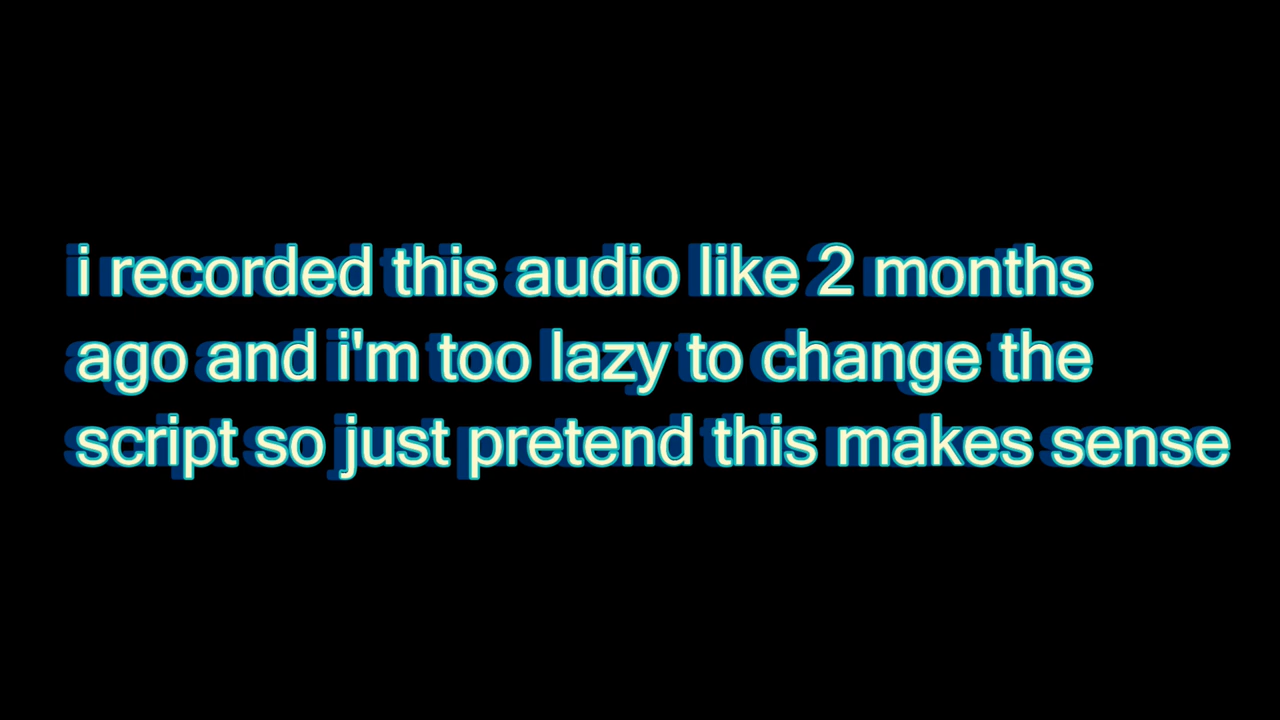 i recorded this audio like 2 months
ago and i'm too lazy to change the
script so just pretend this makes sense